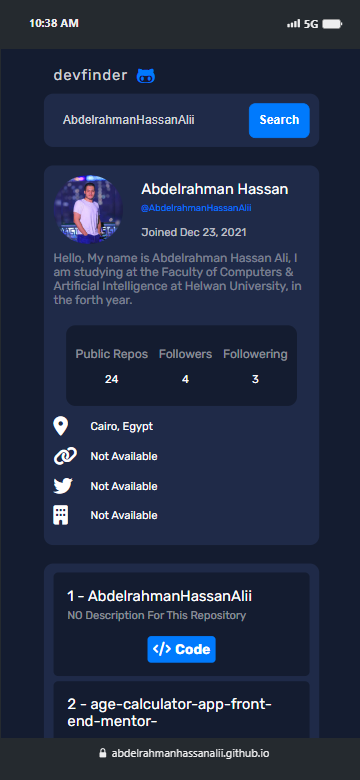 10:38 AM
5G
devfinder
AbdelrahmanHassanAlii
Search
Abdelrahman Hassan
@AbdelrahmanHassanAlii
Joined Dec 23, 2021
Hello, My name is Abdelrahman Hassan Ali, I
am studying at the Faculty of Computers &
Artificial Intelligence at Helwan University, in
the forth year.
Public Repos Followers Followering
24 4 3
Cairo, Egypt
Not Available
Not Available
Not Available
1 - AbdelrahmanHassanAlii
NO Description For This Repository
</> Code
2 - age-calculator-app-front-
end-mentor-
abdelrahmanhassanalii.github.io